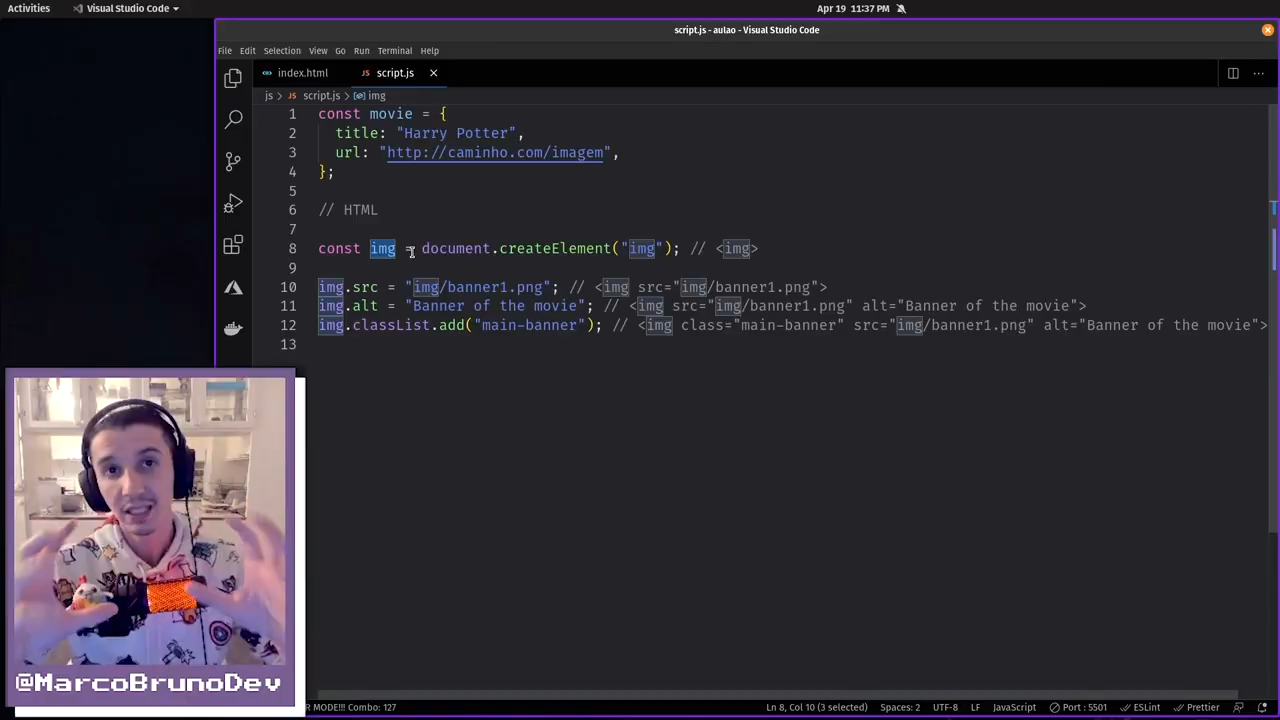 Activities
Visual Studio Code
Apr 19 11:37 PM
script.js - aulao - Visual Studio Code
File Edit Selection View Go Run Terminal Help
index.html
JS script.js
js > JS script.js > img
1 const movie = {
2 title: "Harry Potter",
3 url: "http://caminho.com/imagem",
4 };
5
6 // HTML
7
8 const img = document.createElement("img"); // <img>
9
10 img.src = "img/banner1.png"; // <img src="img/banner1.png">
11 img.alt = "Banner of the movie"; // <img src="img/banner1.png" alt="Banner of the movie">
12 img.classList.add("main-banner"); // <img class="main-banner" src="img/banner1.png" alt="Banner of the movie">
13
@MarcoBrunoDev
R MODE!!! Combo: 127
Ln 8, Col 10 (3 selected)
Spaces: 2
UTF-8
LF
JavaScript
Port : 5501
ESLint
Prettier